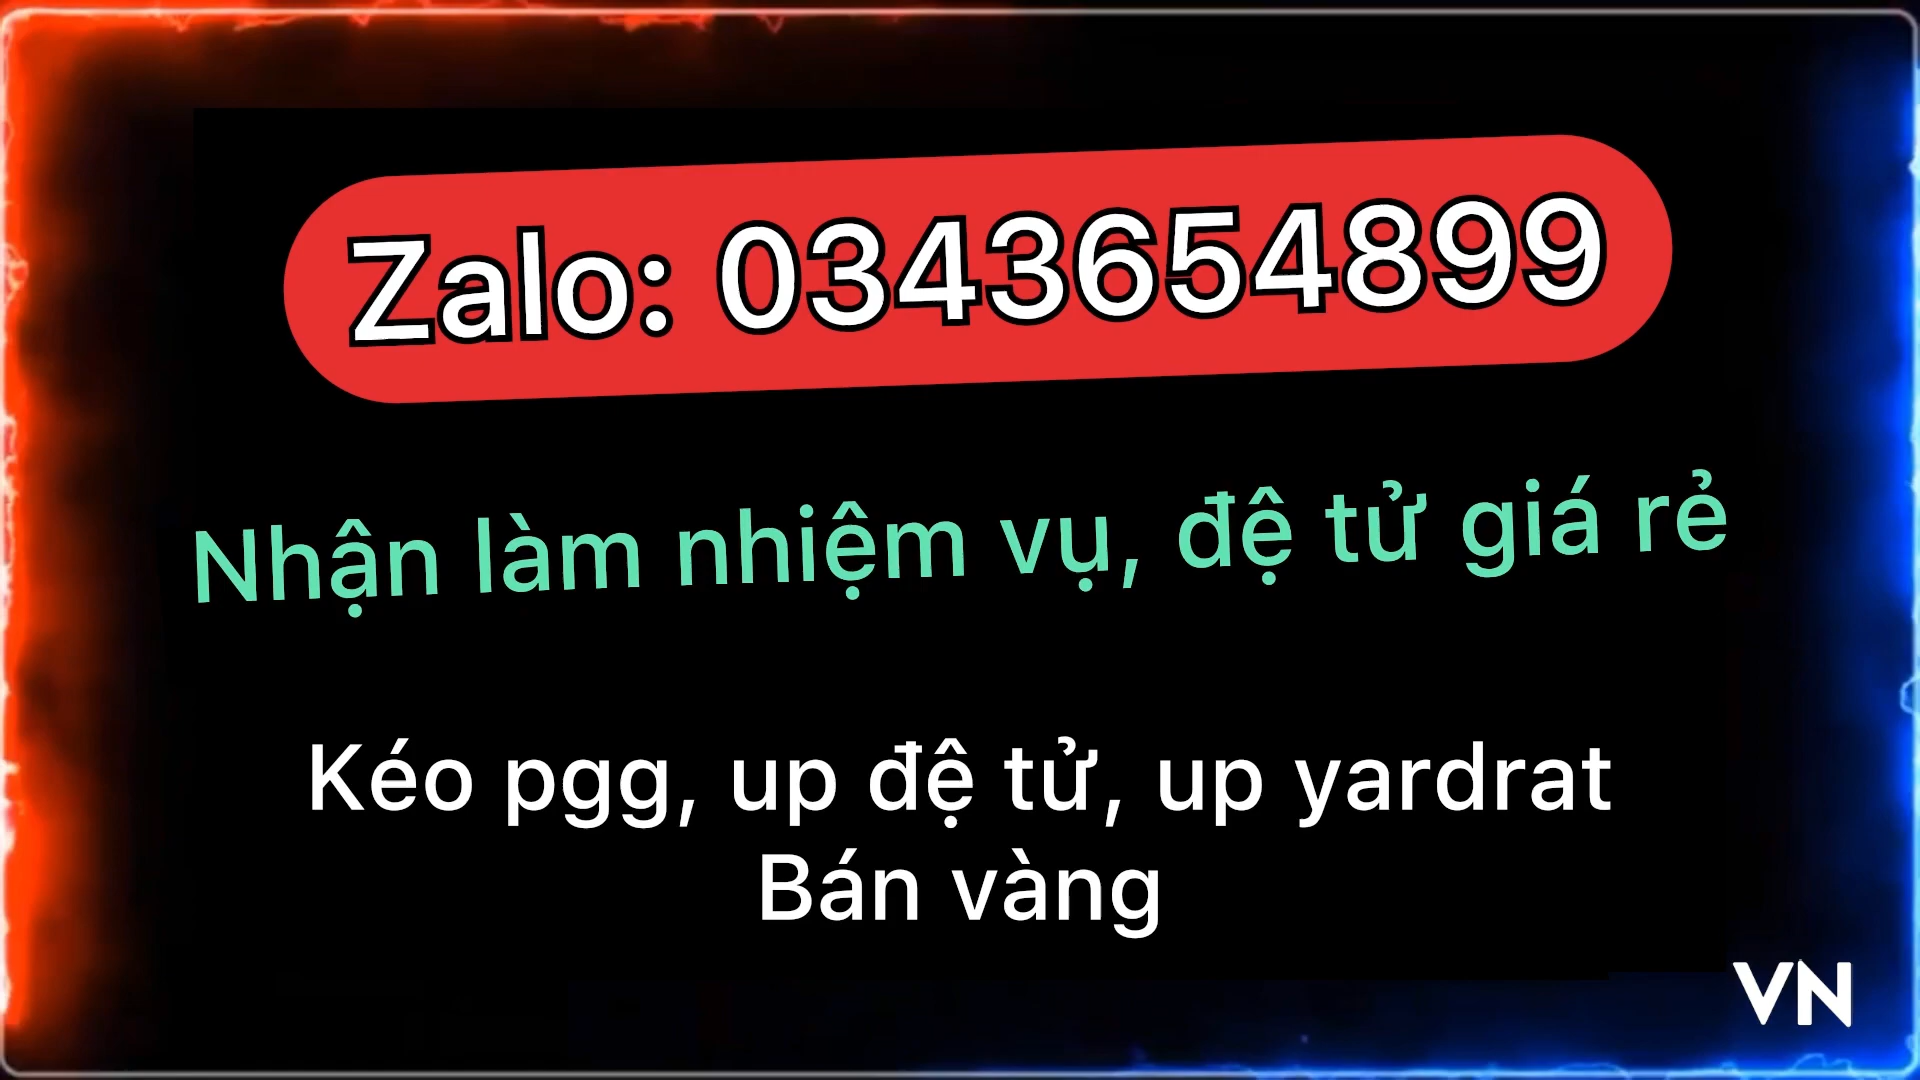 Zalo: 0343654899
Nhận làm nhiệm vụ, đệ tử giá rẻ
Kéo pgg, up đệ tử, up yardrat
Bán vàng
VN